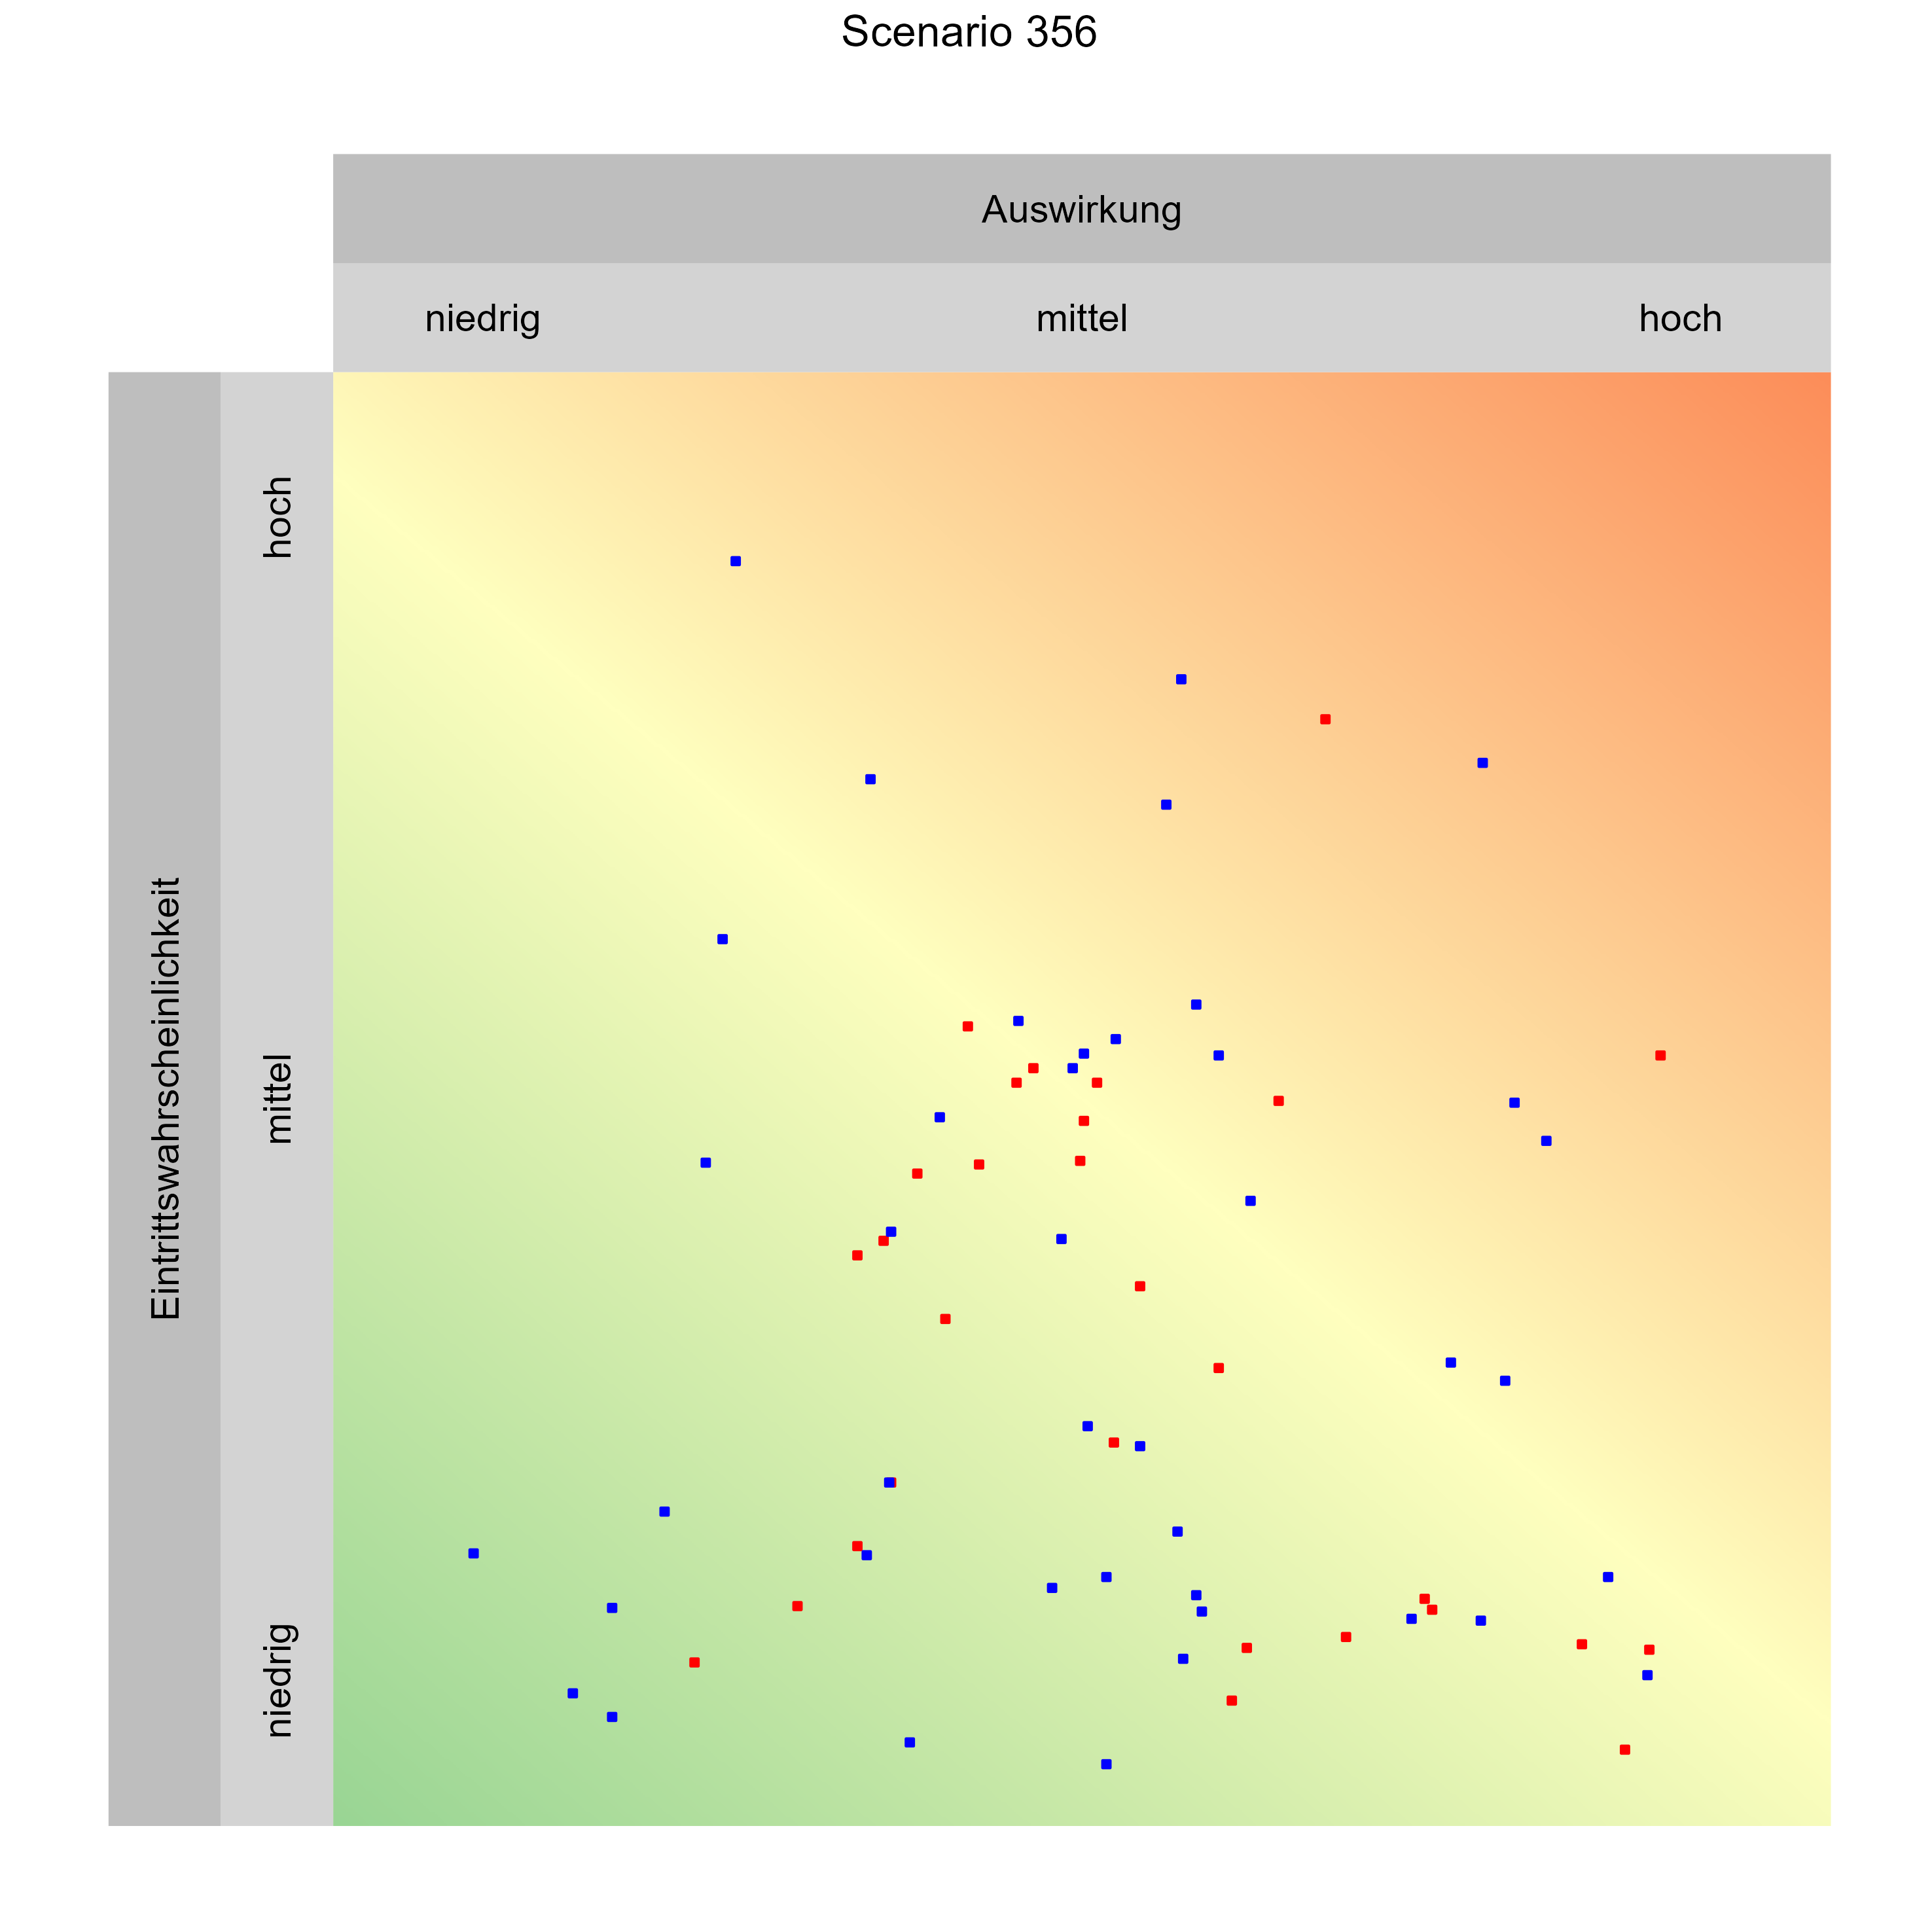 Scenario 356
Auswirkung
niedrig
mittel
hoch
Eintrittswahrscheinlichkeit
hoch
mittel
niedrig